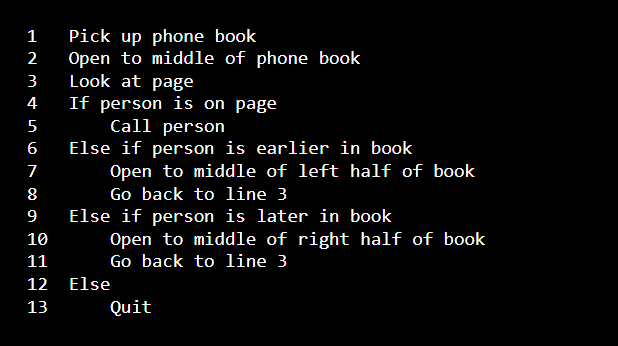 1 Pick up phone book
2 Open to middle of phone book
3 Look at page
4 If person is on page
5     Call person
6 Else if person is earlier in book
7     Open to middle of left half of book
8     Go back to line 3
9 Else if person is later in book
10     Open to middle of right half of book
11     Go back to line 3
12 Else
13     Quit